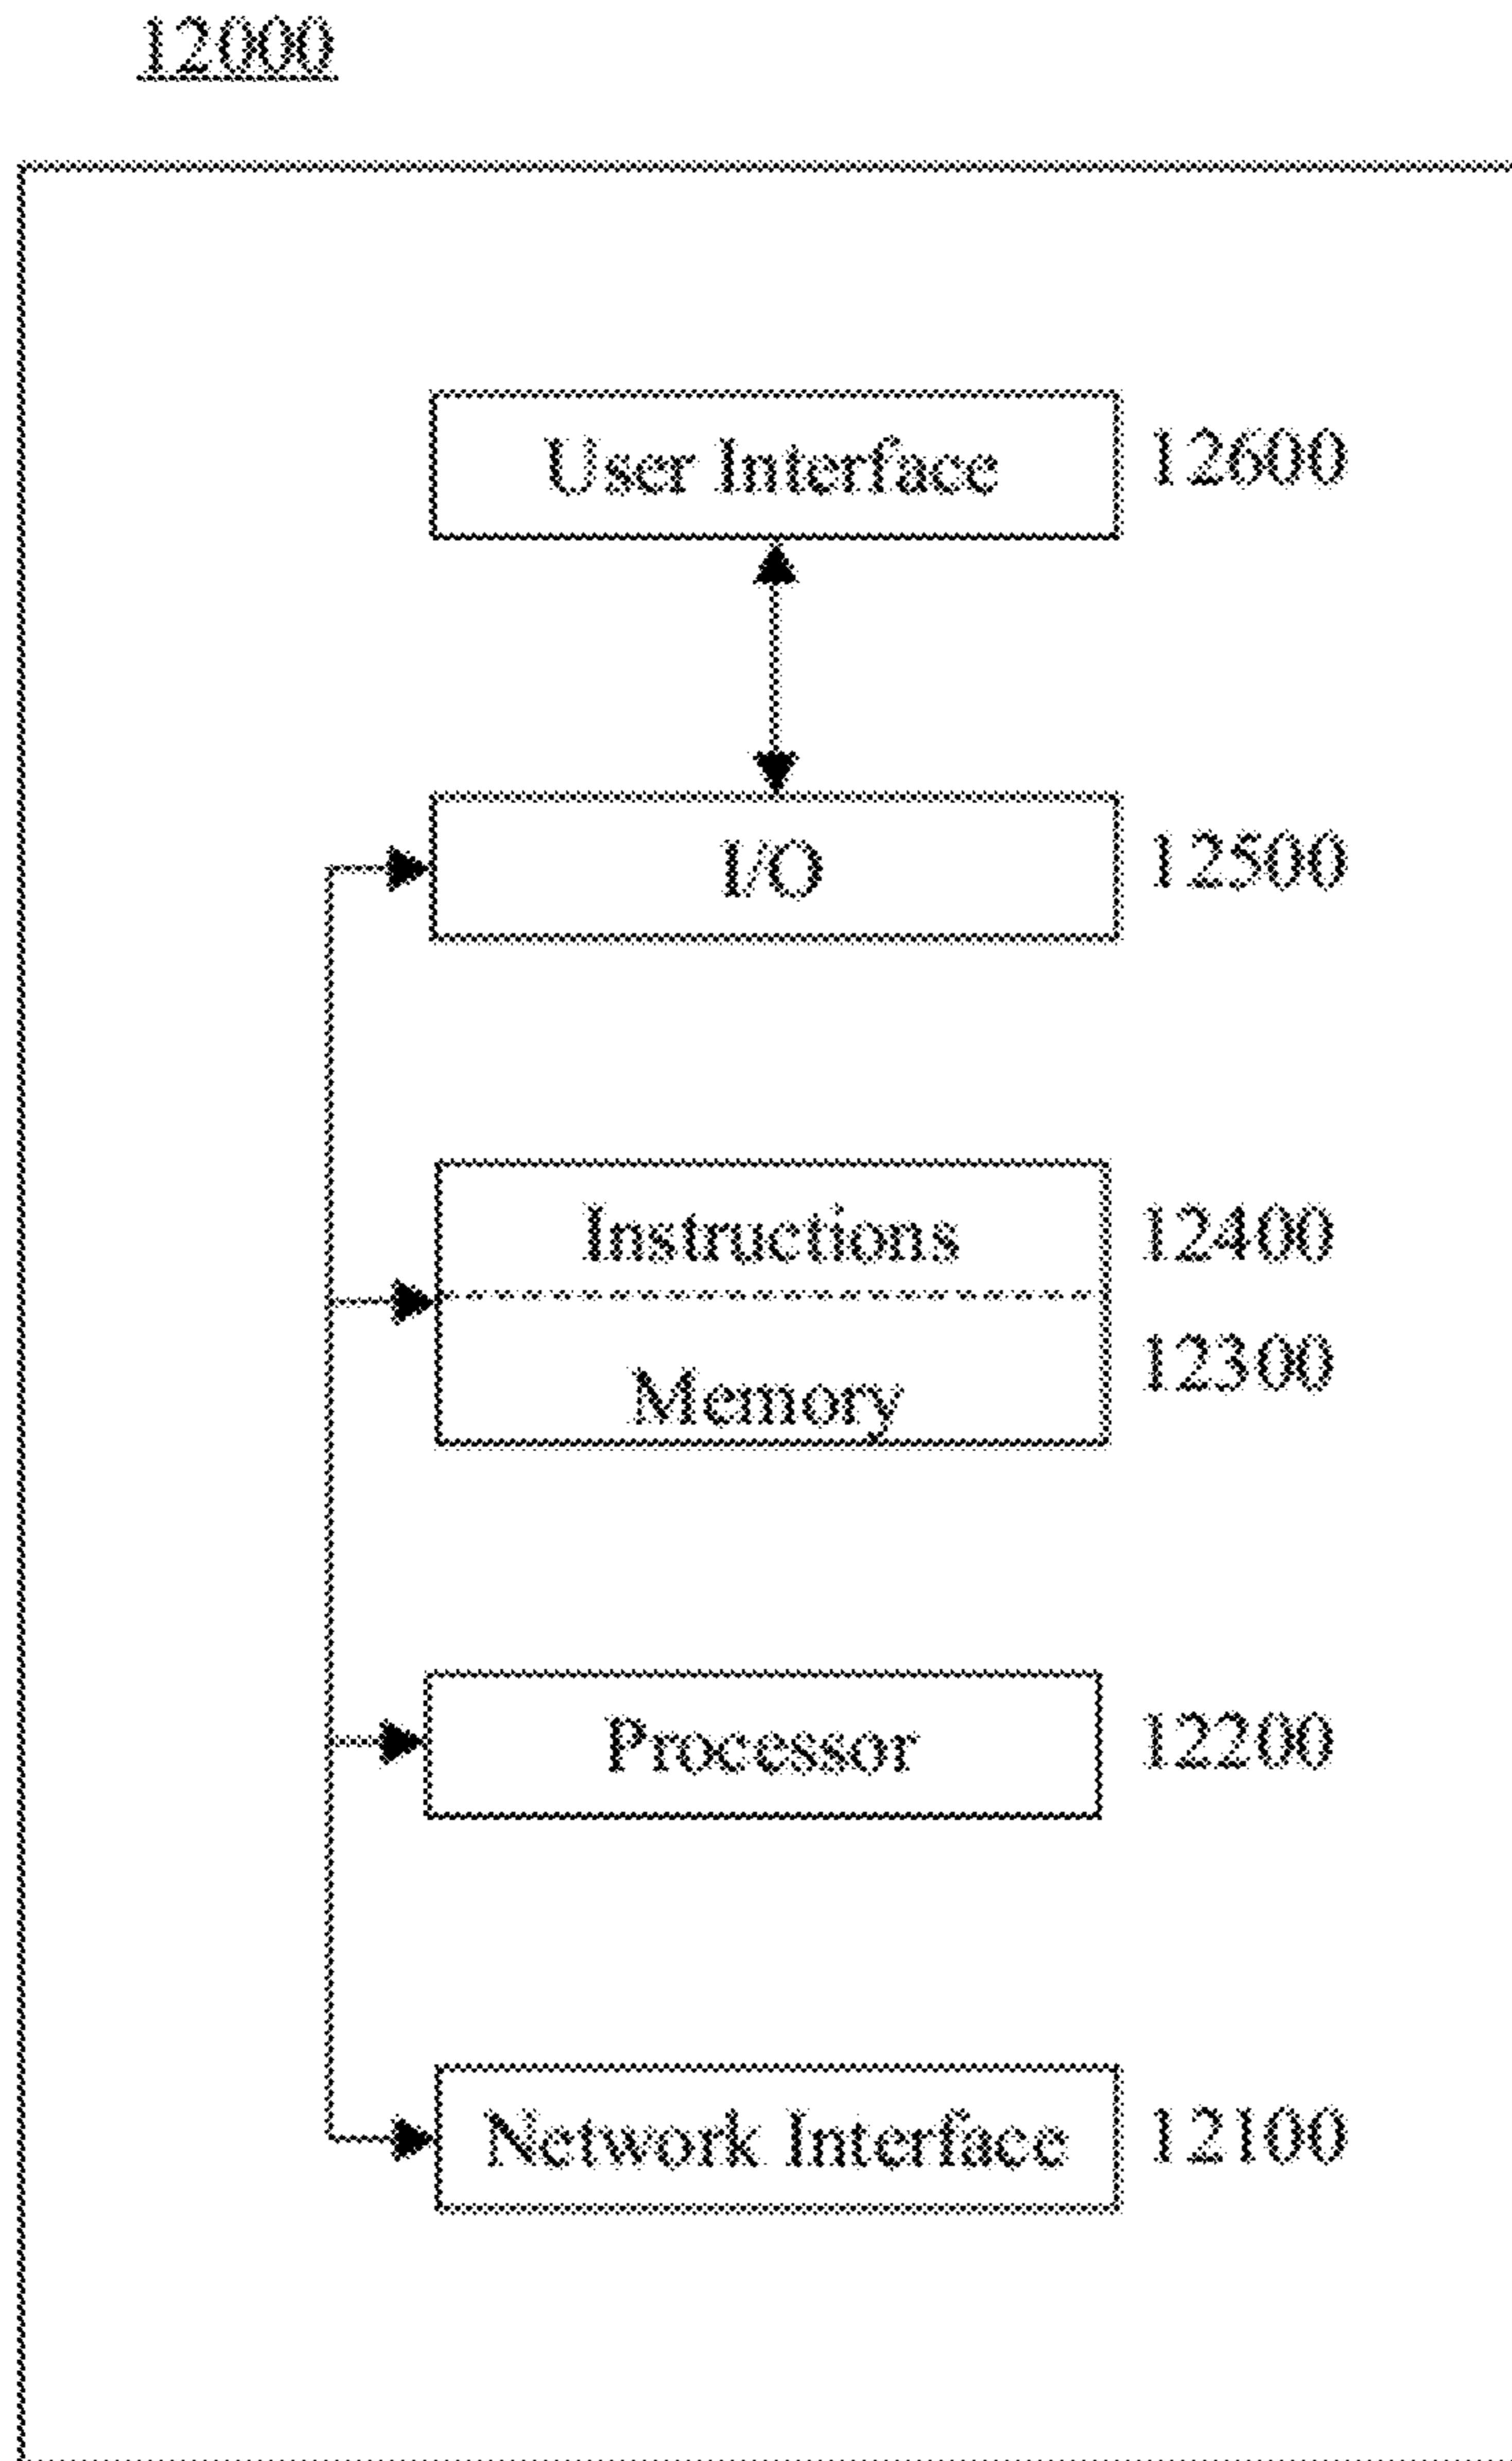 12000
User Interface 12600
I/O 12500
Instructions 12400
Memory 12300
Processor 12200
Network Interface 12100